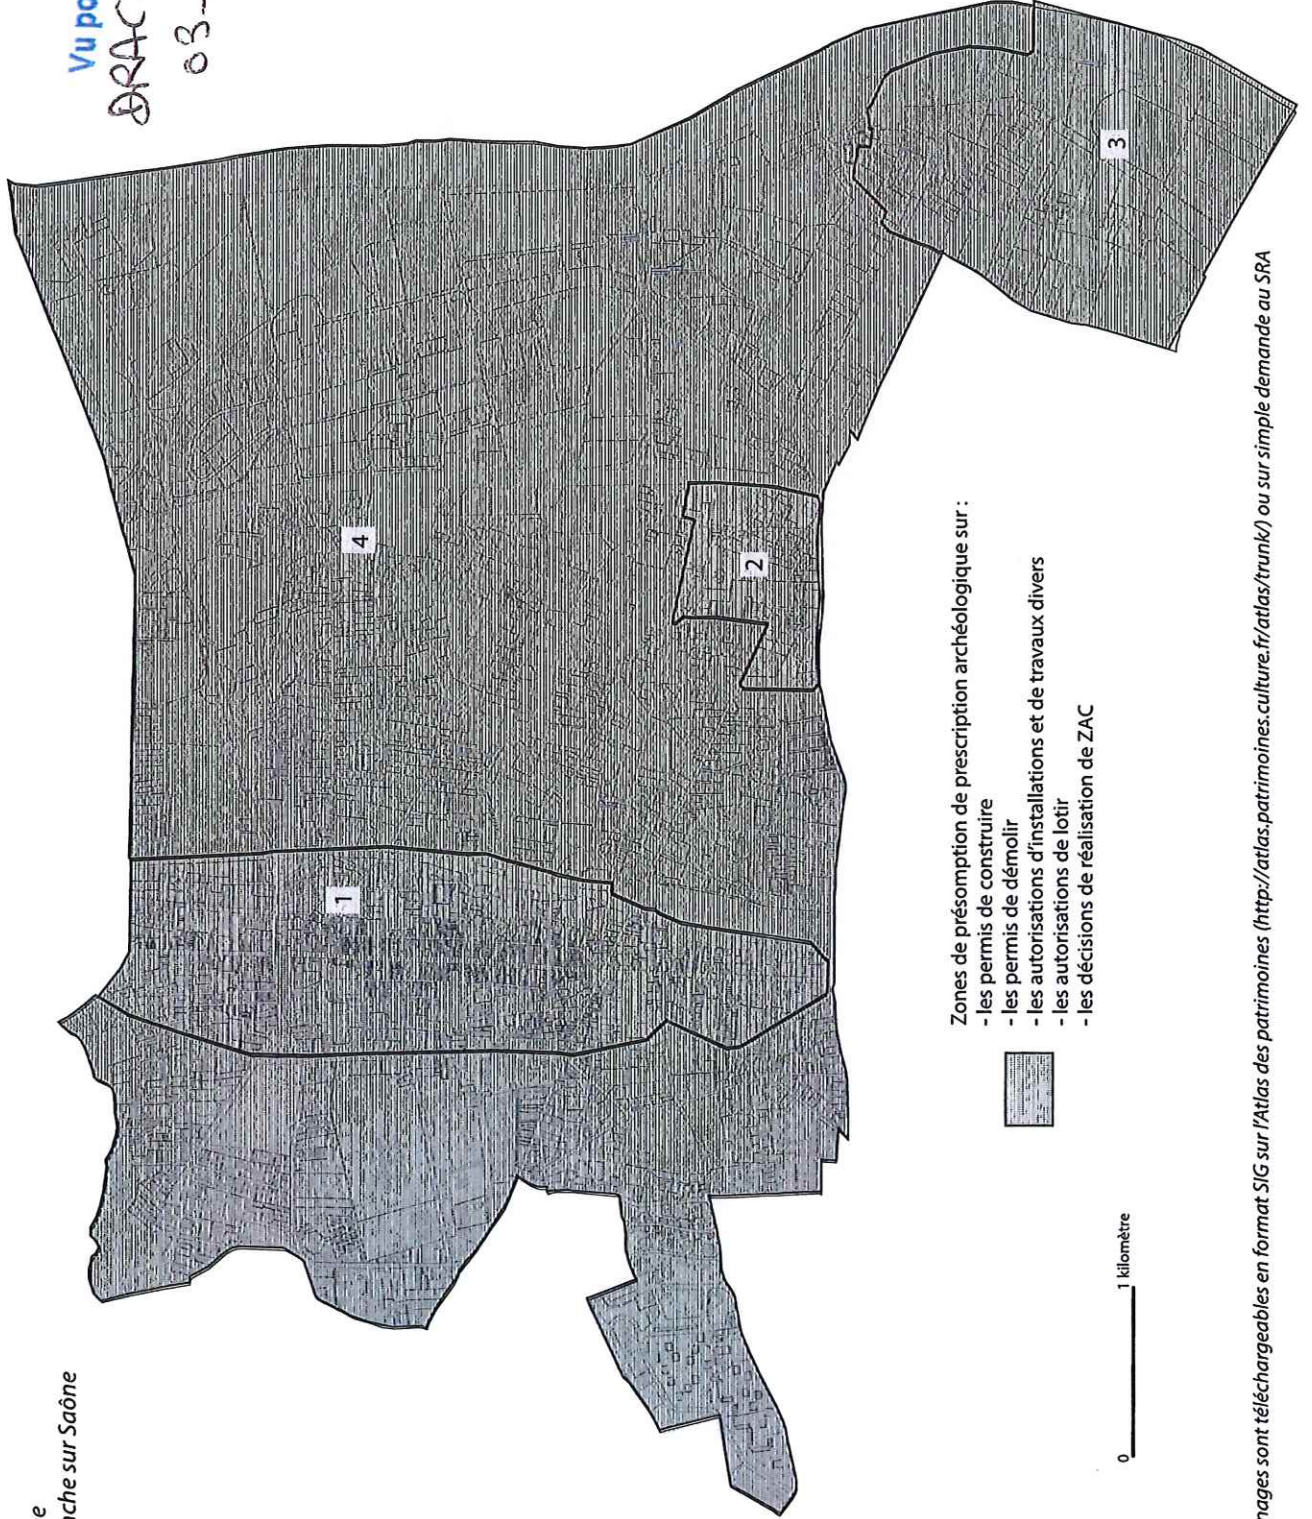 e
nche sur Saône
Vu po
DRAC
03-
4
1
2
3
Zones de présomption de prescription archéologique sur :
- les permis de construire
- les permis de démolir
- les autorisations d'installations et de travaux divers
- les autorisations de lotir
- les décisions de réalisation de ZAC
0 1 kilomètre
nages sont téléchargeables en format SIG sur l'Atlas des patrimoines (http://atlas.patrimoines.culture.fr/atlas/trunk/) ou sur simple demande au SRA